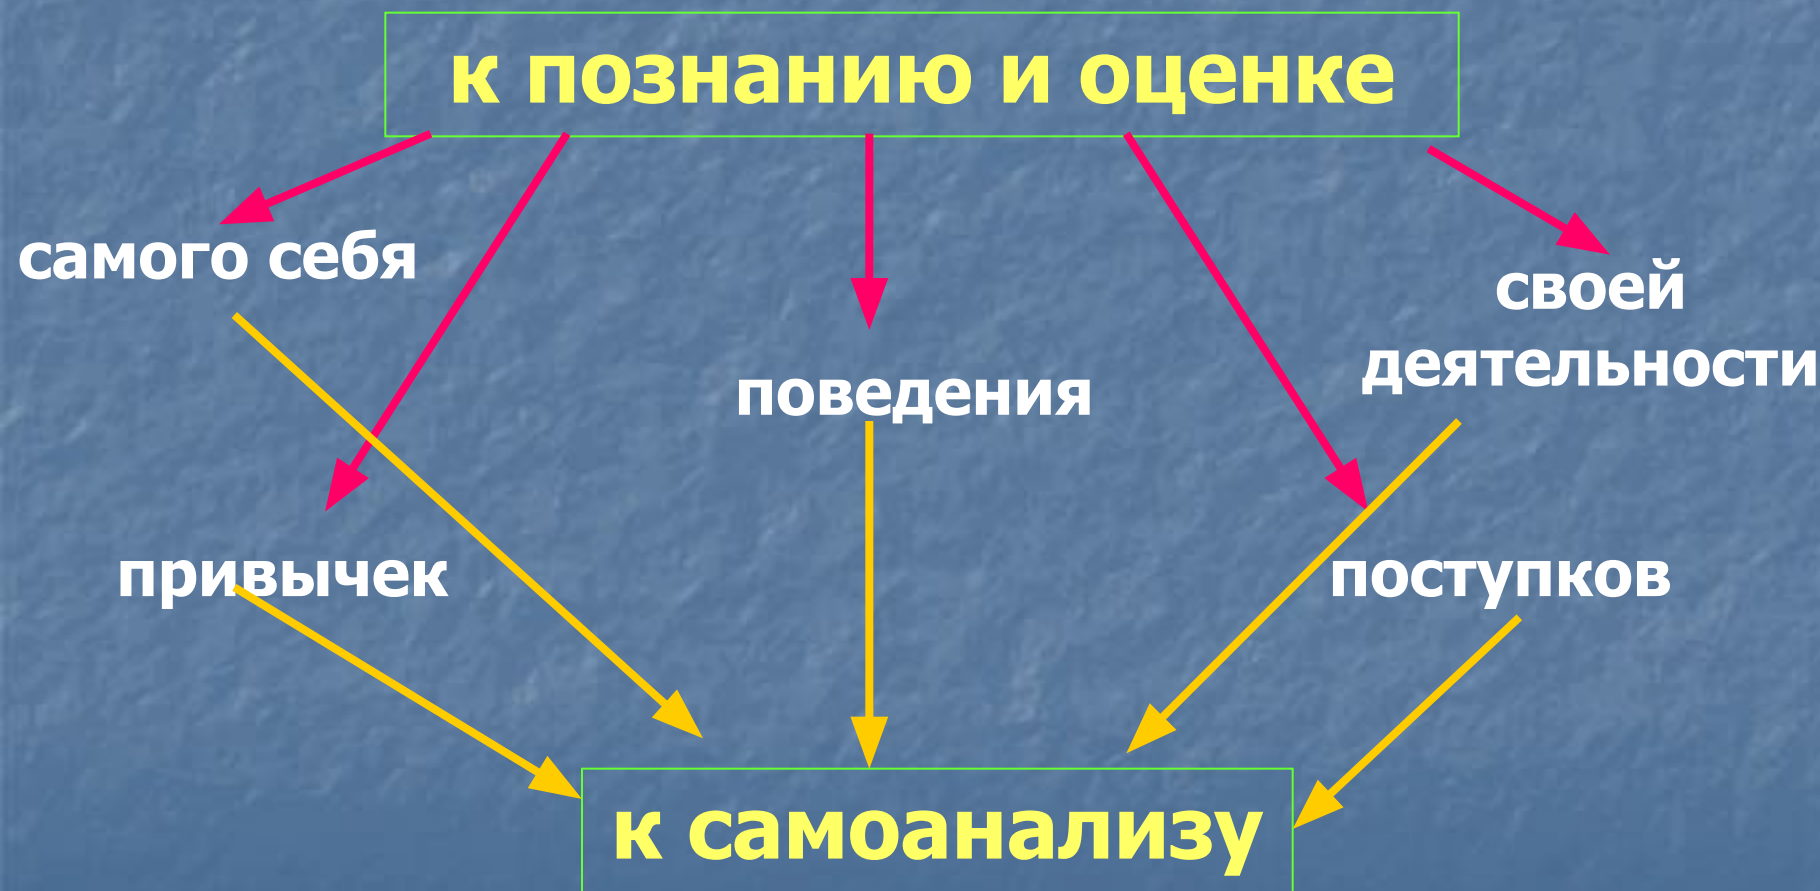 к познанию и оценке
самого себя
своей
деятельности
поведения
привычек
поступков
к самоанализу